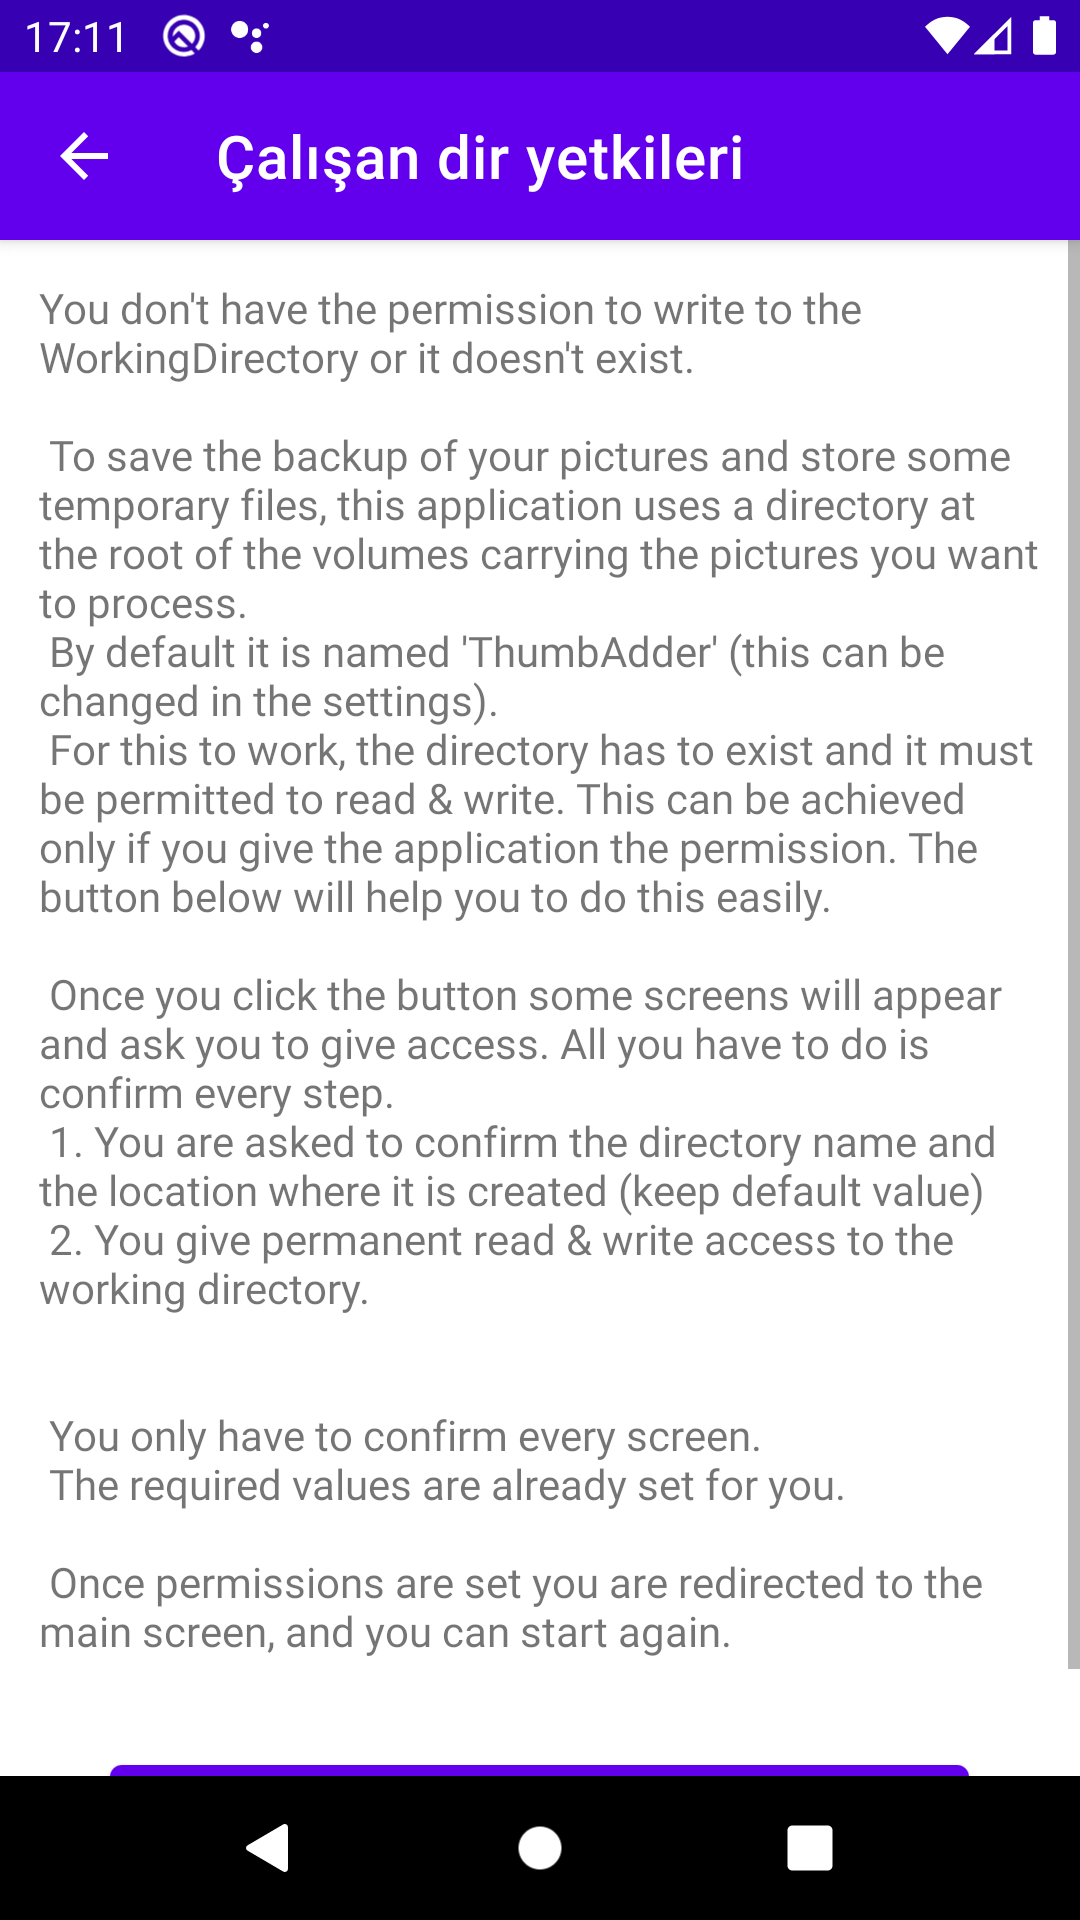 17:11
Çalışan dir yetkileri
You don't have the permission to write to the
WorkingDirectory or it doesn't exist.
To save the backup of your pictures and store some
temporary files, this application uses a directory at
the root of the volumes carrying the pictures you want
to process.
By default it is named 'ThumbAdder' (this can be
changed in the settings).
For this to work, the directory has to exist and it must
be permitted to read & write. This can be achieved
only if you give the application the permission. The
button below will help you to do this easily.
Once you click the button some screens will appear
and ask you to give access. All you have to do is
confirm every step.
1. You are asked to confirm the directory name and
the location where it is created (keep default value)
2. You give permanent read & write access to the
working directory.
You only have to confirm every screen.
The required values are already set for you.
Once permissions are set you are redirected to the
main screen, and you can start again.